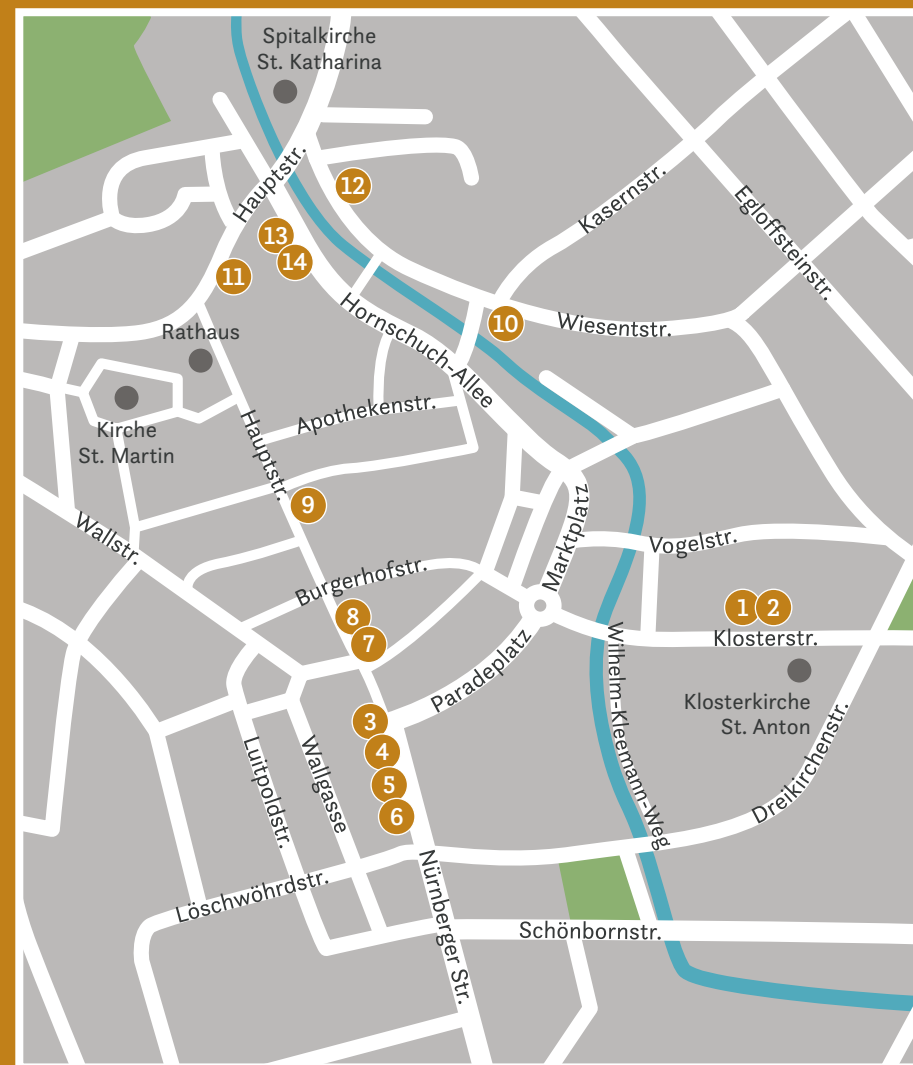 Spitalkirche
St. Katharina
Hauptstr.
12
Kasernstr.
Egloffsteinstr.
13
14
11
Rathaus
Hornschuch-Allee
10
Wiesentstr.
Kirche
St. Martin
Apothekenstr.
Hauptstr.
9
Wallstr.
Marktplatz
Vogelstr.
Burgerhofstr.
8
7
1
2
Klosterstr.
Wilhelm-Kleemann-Weg
Paradeplatz
Klosterkirche
St. Anton
3
4
5
6
Luitpoldstr.
Wallgasse
Dreikirchenstr.
Löschwöhrdstr.
Nürnberger Str.
Schönbornstr.